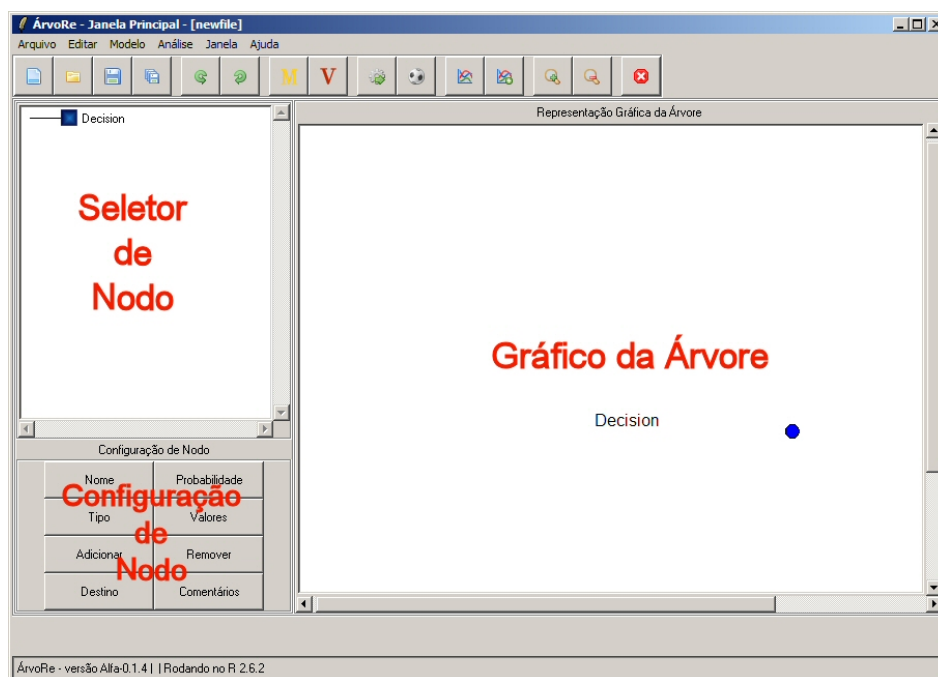 ÁrvoRe - Janela Principal - [newfile]
Arquivo Editar Modelo Análise Janela Ajuda
M V
Decision
Representação Gráfica da Árvore
Seletor
de
Nodo
Gráfico da Árvore
Decision
Configuração de Nodo
Nome Probabilidade
Configuração
Tipo Valores
de
Adicionar Remover
Nodo
Destino Comentários
ÁrvoRe - versão Alfa-0.1.4 | | Rodando no R 2.6.2